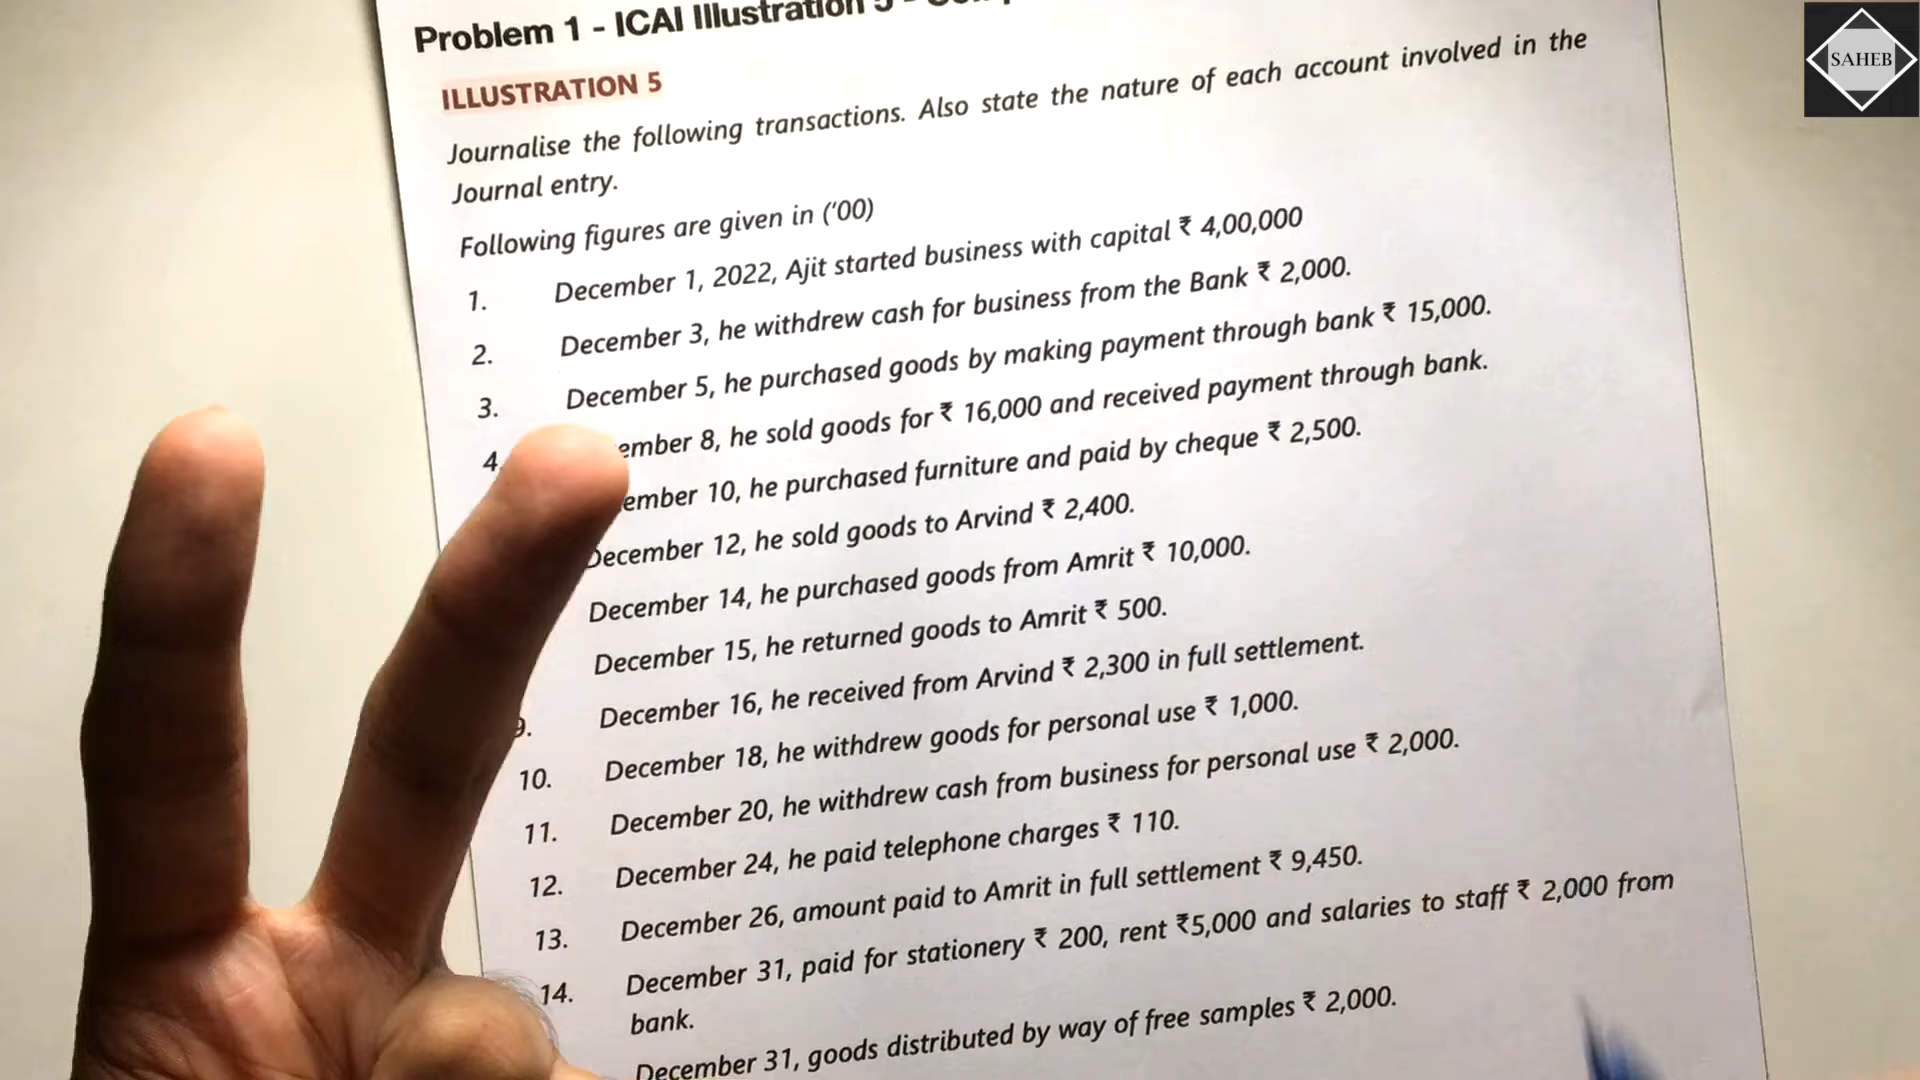 Problem 1 - ICAI Illustration 5 -
ILLUSTRATION 5
Journalise the following transactions. Also state the nature of each account involved in the
Journal entry.
Following figures are given in ('00)
1. December 1, 2022, Ajit started business with capital ₹ 4,00,000
2. December 3, he withdrew cash for business from the Bank ₹ 2,000.
3. December 5, he purchased goods by making payment through bank ₹ 15,000.
4. ember 8, he sold goods for ₹ 16,000 and received payment through bank.
ember 10, he purchased furniture and paid by cheque ₹ 2,500.
December 12, he sold goods to Arvind ₹ 2,400.
December 14, he purchased goods from Amrit ₹ 10,000.
December 15, he returned goods to Amrit ₹ 500.
9. December 16, he received from Arvind ₹ 2,300 in full settlement.
10. December 18, he withdrew goods for personal use ₹ 1,000.
11. December 20, he withdrew cash from business for personal use ₹ 2,000.
12. December 24, he paid telephone charges ₹ 110.
13. December 26, amount paid to Amrit in full settlement ₹ 9,450.
14. December 31, paid for stationery ₹ 200, rent ₹5,000 and salaries to staff ₹ 2,000 from
bank.
December 31, goods distributed by way of free samples ₹ 2,000.
SAHEB